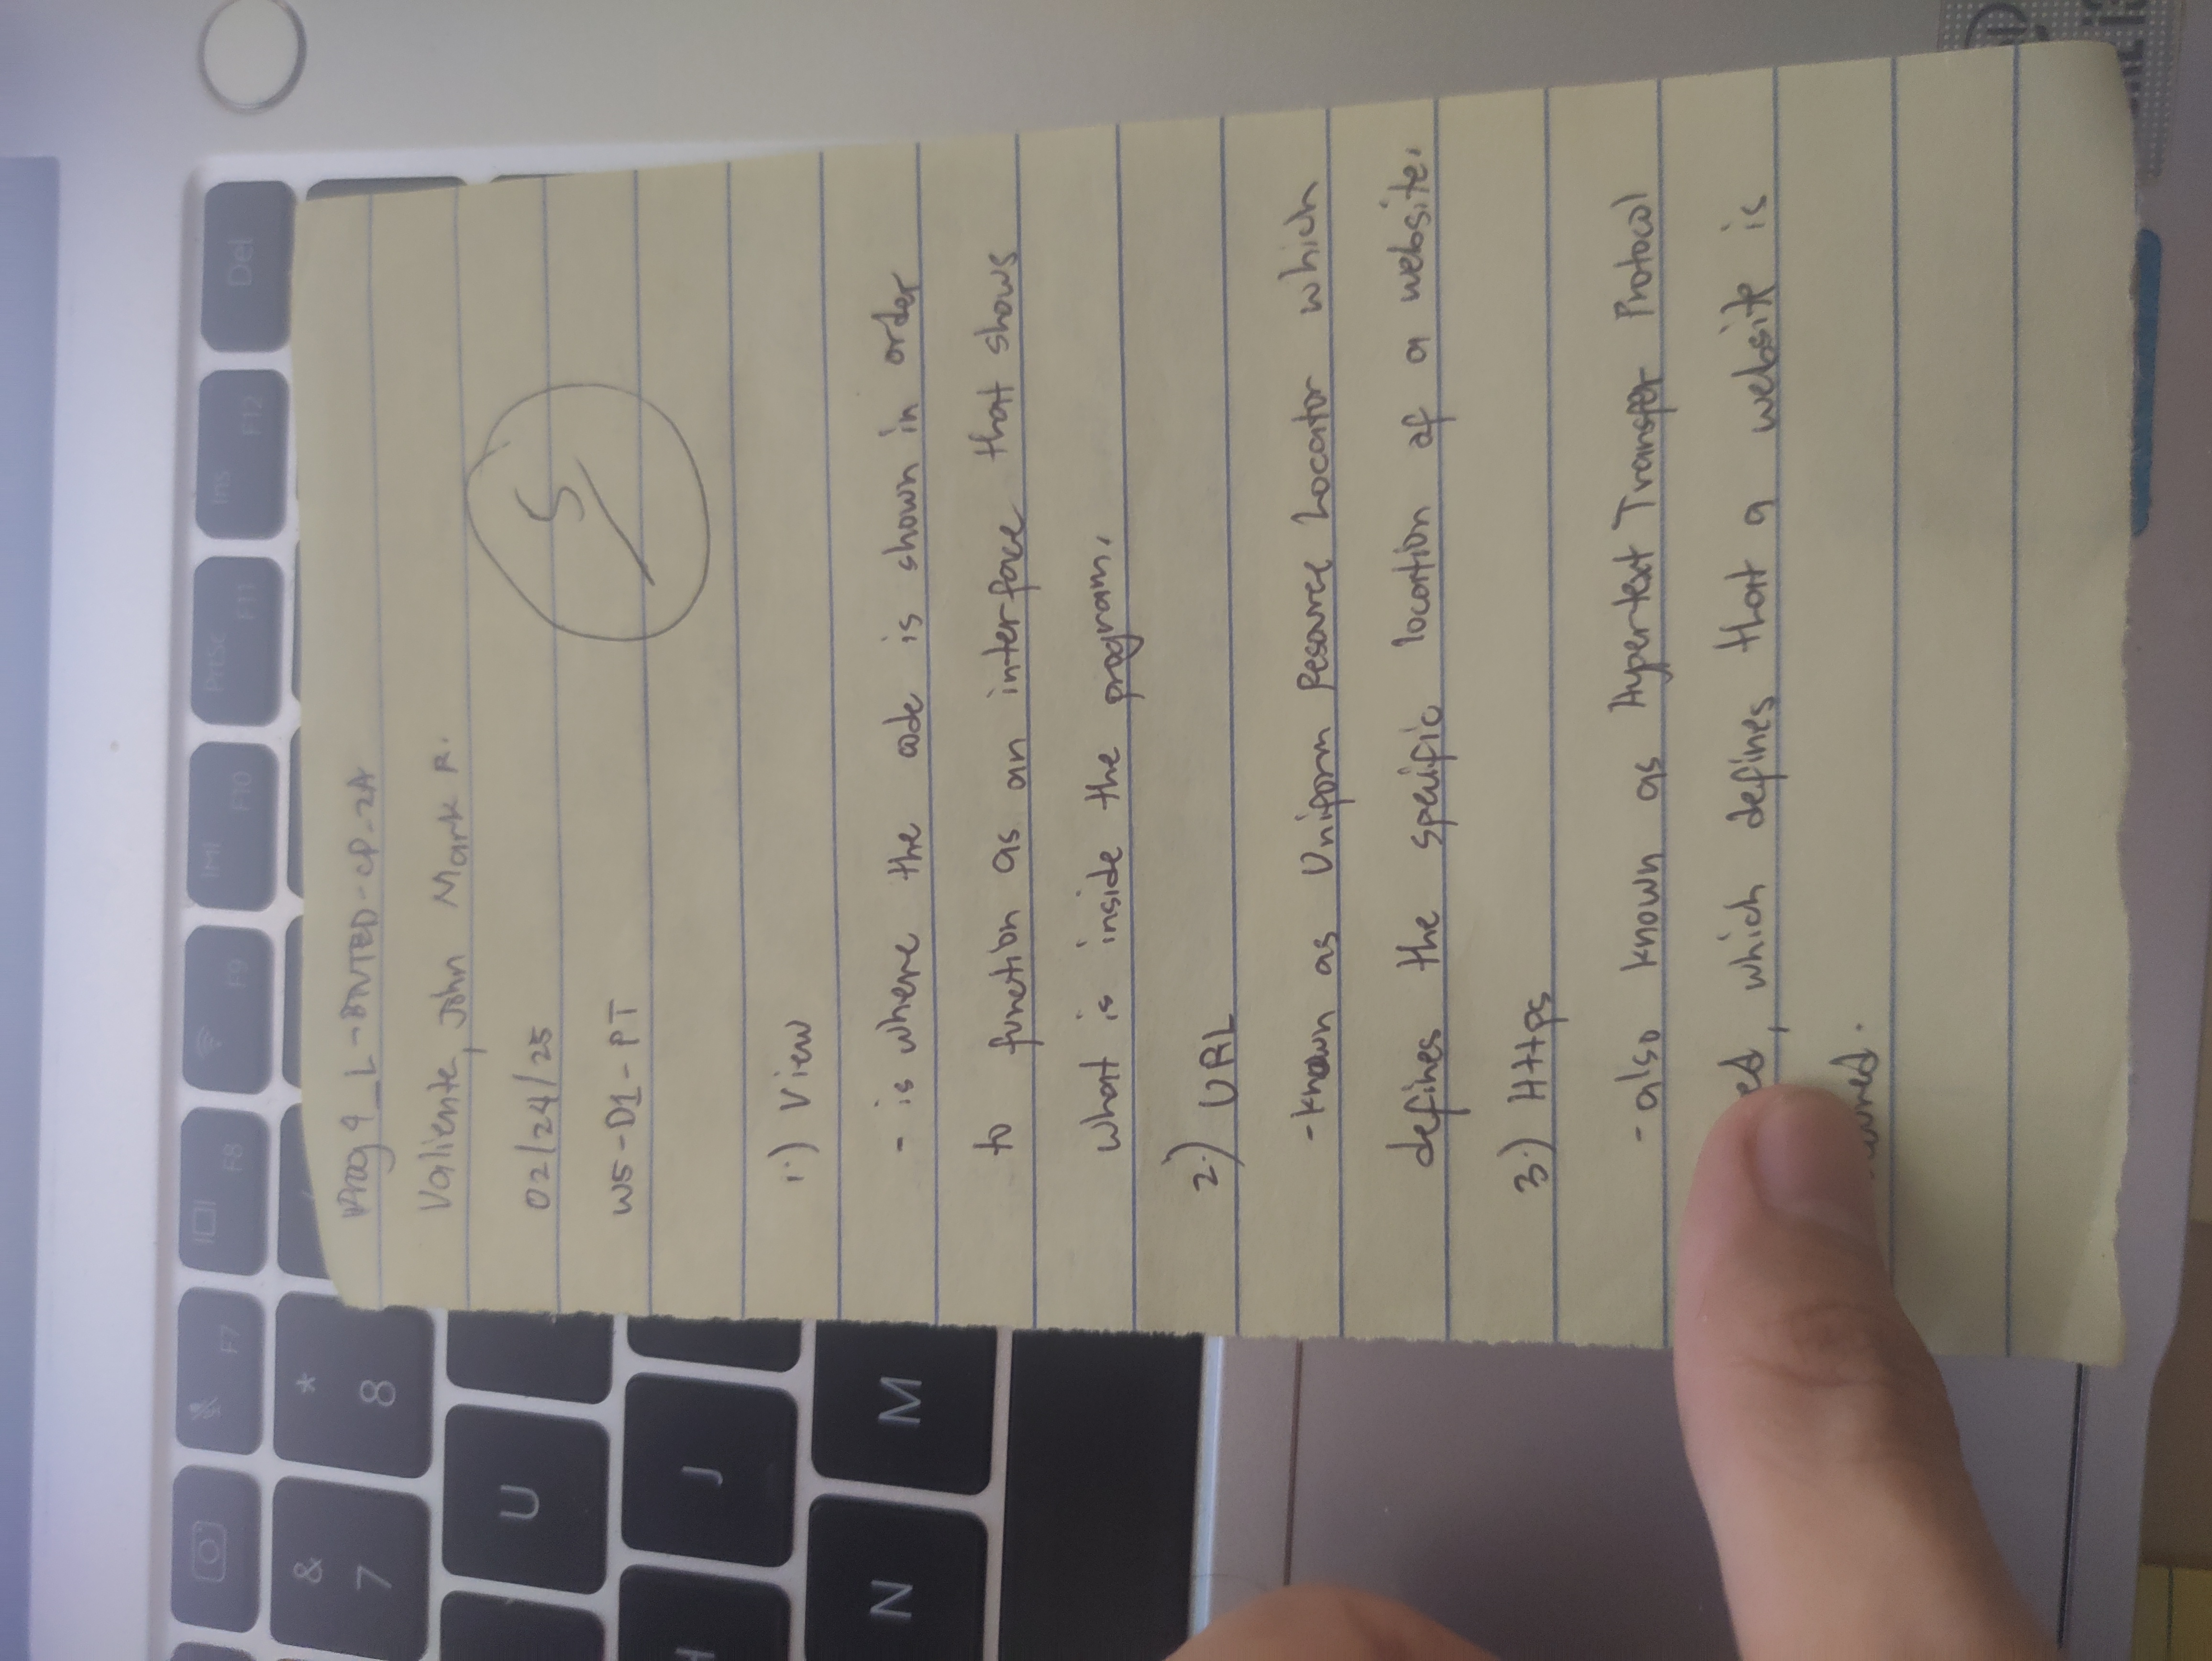 F7
F8
F9
F10
PrtSc
F11
Ins
F12
Del
&
7
*
8
U
J
N
M
Prog 4_L-BTVTED-CP-2A
Valiente, John Mark R.
02/24/25
5
W5-D1-PT
1.) View
- is where the code is shown in order
to function as an interface that shows
what is inside the program.
2.) URL
-known as Uniform Resource Locator which
defines the specific location of a website.
3.) Https
-also known as Hypertext Transfer Protocol
ed, which defines that a website is